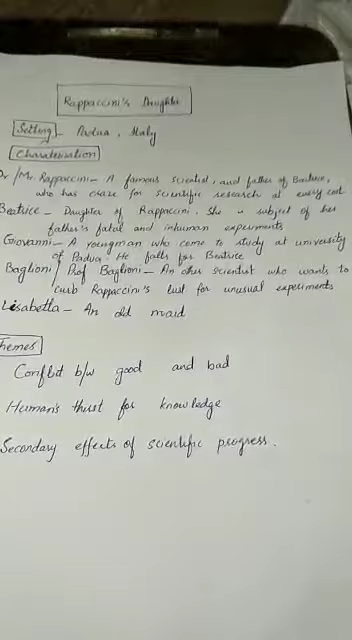 Rappaccini's Daughter
Setting - Padua, Italy
Characterisation
Dr/Mr. Rappaccini - A famous scientist, and father of Beatrice,
who has craze for scientific research at every cost
Beatrice - Daughter of Rappaccini. She is subject of her
father's fatal and inhuman experiments
Giovanni - A youngman who come to study at university
of Padua. He falls for Beatrice
Baglioni/Prof Baglioni - An other scientist who wants to
curb Rappaccini's lust for unusual experiments
Lisabetta - An old maid
Themes
Conflict b/w good and bad
Human's thirst for knowledge
Secondary effects of scientific progress.